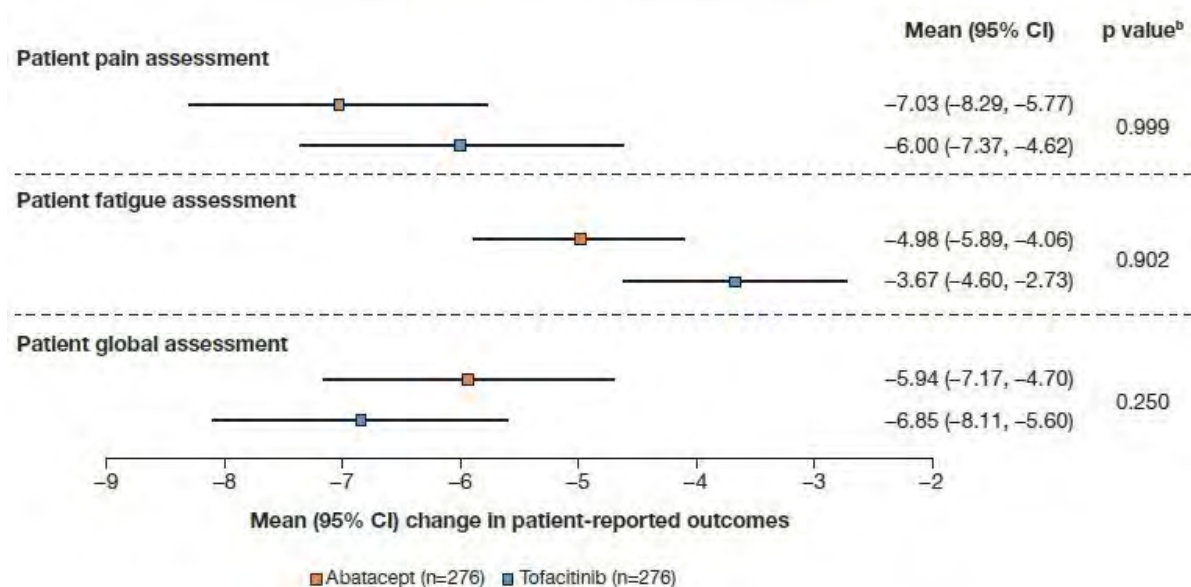 Mean (95% CI) p valueᵇ
Patient pain assessment
–7.03 (–8.29, –5.77)
0.999
–6.00 (–7.37, –4.62)
Patient fatigue assessment
–4.98 (–5.89, –4.06)
0.902
–3.67 (–4.60, –2.73)
Patient global assessment
–5.94 (–7.17, –4.70)
0.250
–6.85 (–8.11, –5.60)
–9 –8 –7 –6 –5 –4 –3 –2
Mean (95% CI) change in patient-reported outcomes
Abatacept (n=276) Tofacitinib (n=276)